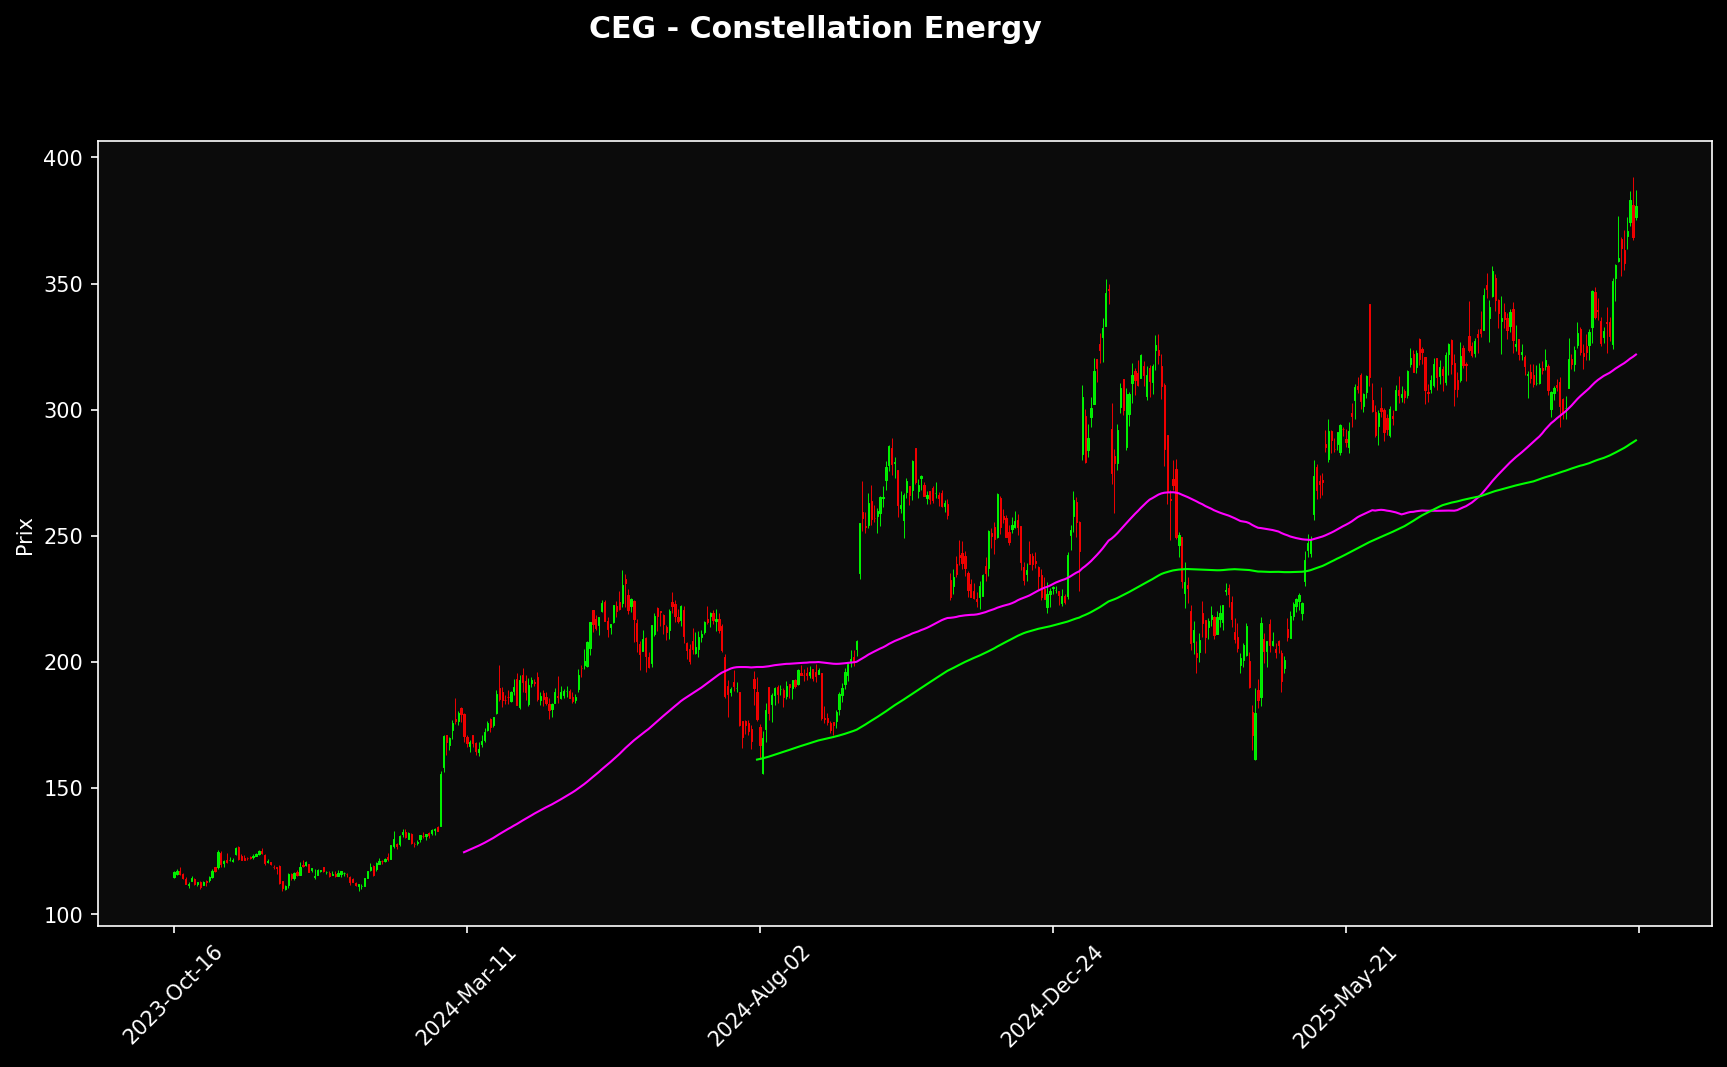 CEG - Constellation Energy
Prix
400
350
300
250
200
150
100
2023-Oct-16
2024-Mar-11
2024-Aug-02
2024-Dec-24
2025-May-21